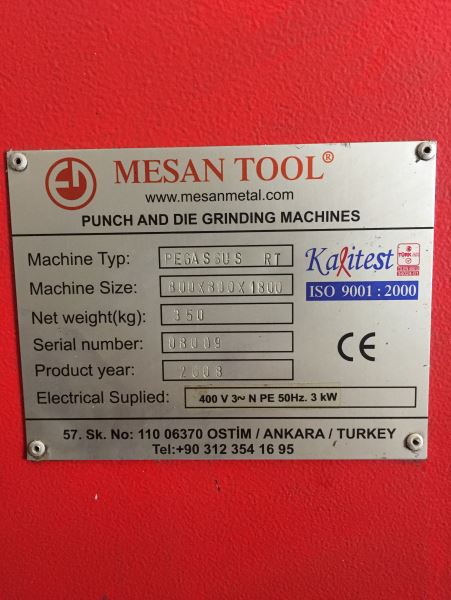 MESAN TOOL®
www.mesanmetal.com
PUNCH AND DIE GRINDING MACHINES
Machine Typ: PEGASSUS RT
Machine Size: 800X800X1800
Net weight(kg): 350
Serial number: 08009
Product year: 2008
Electrical Suplied: 400 V 3~ N PE 50Hz. 3 kW
Kalitest
TÜRKAK
ISO 9001 : 2000
CE
57. Sk. No: 110 06370 OSTİM / ANKARA / TURKEY
Tel:+90 312 354 16 95